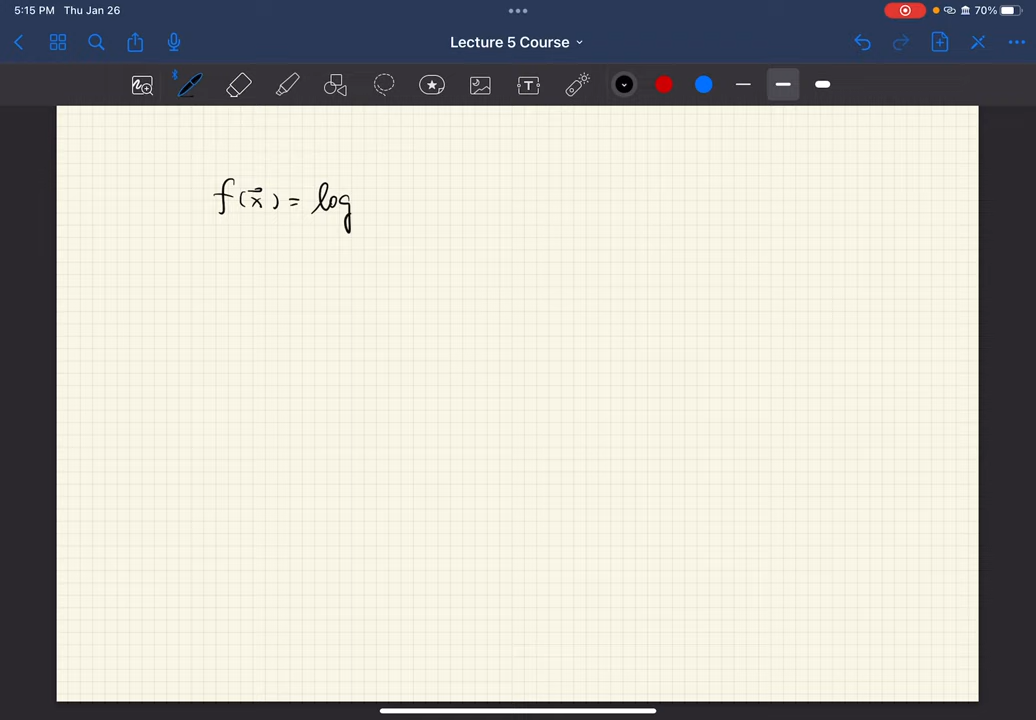 5:15 PM Thu Jan 26
70%
Lecture 5 Course
T
f(x⃗) = log